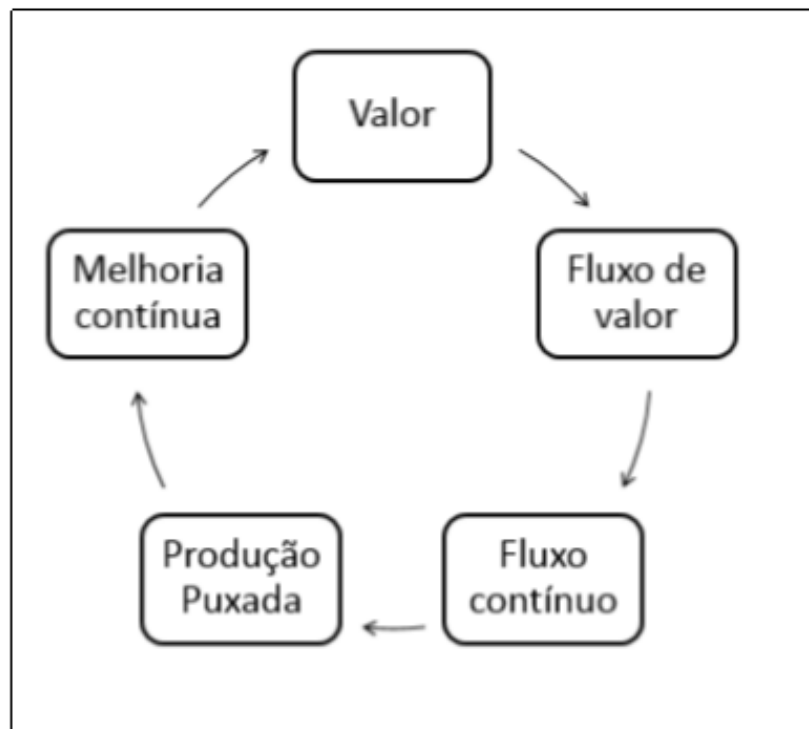 Valor
Fluxo de
valor
Fluxo
contínuo
Produção
Puxada
Melhoria
contínua